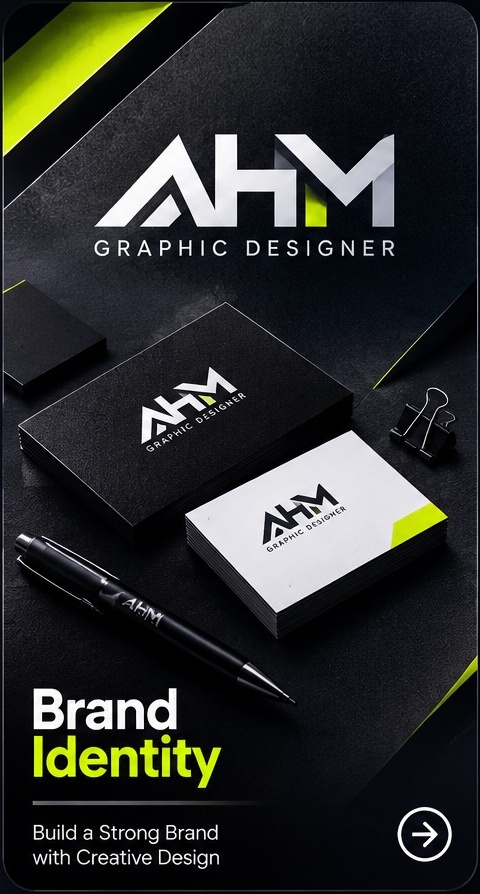 AHM
GRAPHIC DESIGNER
AHM
GRAPHIC DESIGNER
AHM
GRAPHIC DESIGNER
AHM
Brand
Identity
Build a Strong Brand
with Creative Design